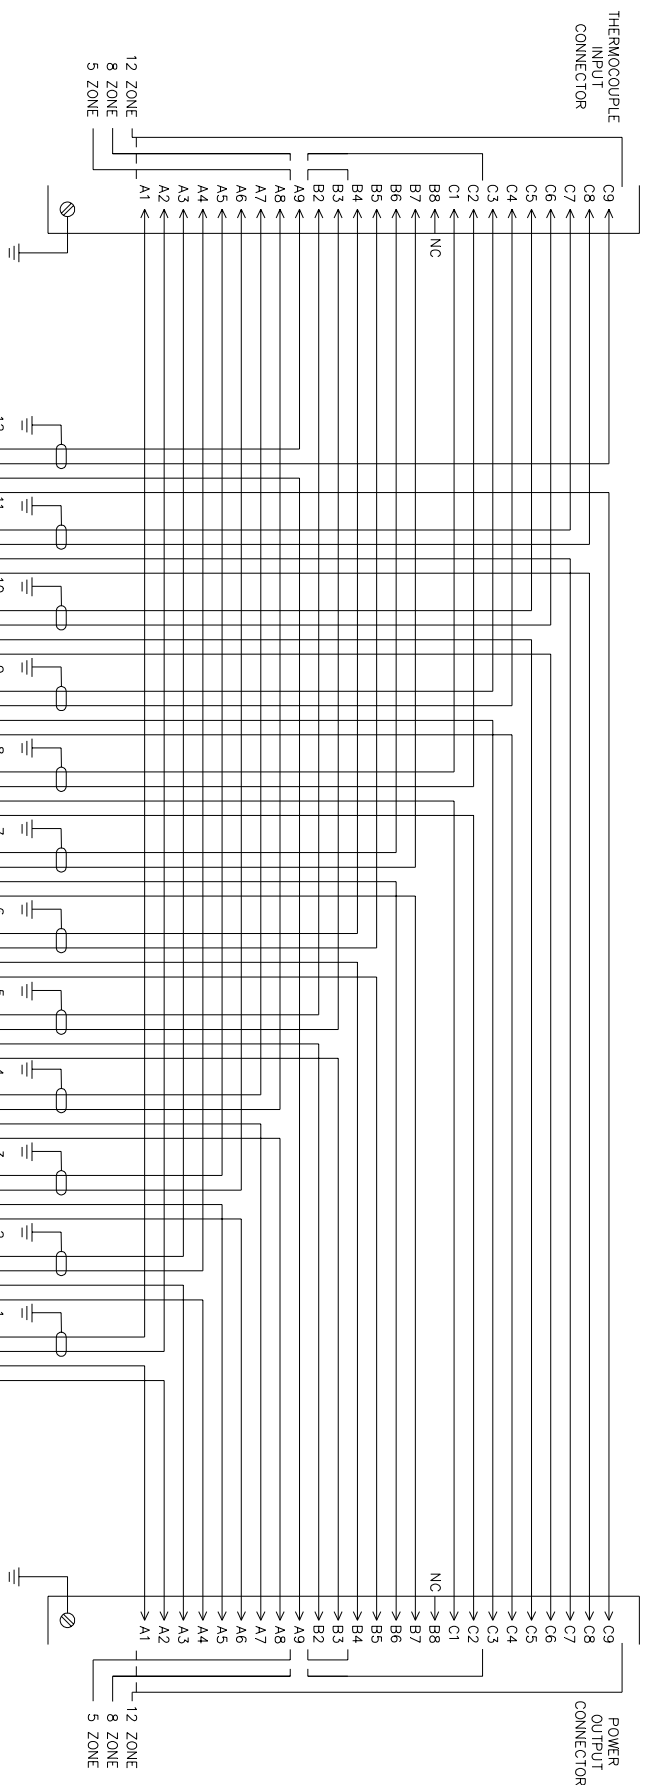 THERMOCOUPLE
INPUT
CONNECTOR
12 ZONE
8 ZONE
5 ZONE
C9
C8
C7
C6
C5
C4
C3
C2
C1
B8
NC
B7
B6
B5
B4
B3
B2
A9
A8
A7
A6
A5
A4
A3
A2
A1
POWER
OUTPUT
CONNECTOR
C9
C8
C7
C6
C5
C4
C3
C2
C1
NC
B8
B7
B6
B5
B4
B3
B2
A9
A8
A7
A6
A5
A4
A3
A2
A1
12 ZONE
8 ZONE
5 ZONE